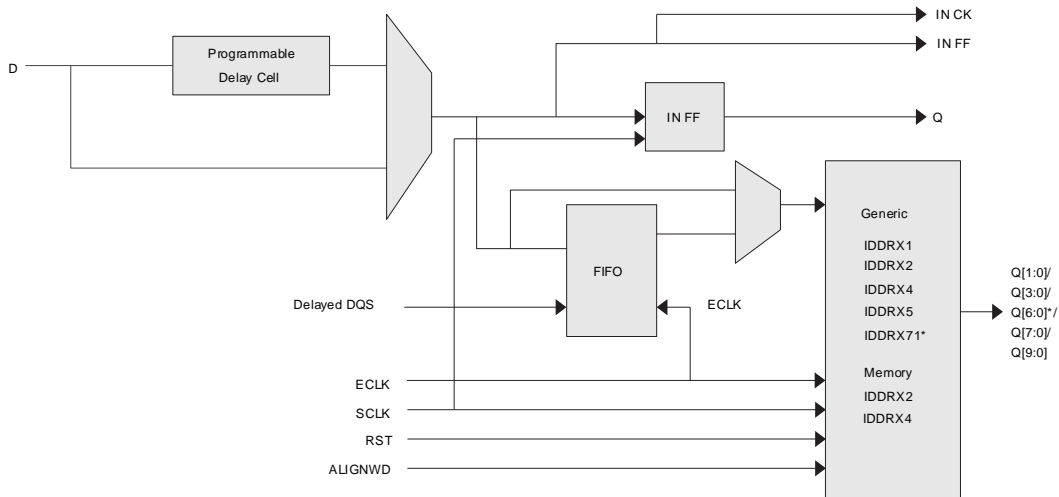 IN CK
IN FF
D
Programmable
Delay Cell
IN FF
Q
Generic
IDDRX1
IDDRX2
IDDRX4
IDDRX5
IDDRX71*
Memory
IDDRX2
IDDRX4
FIFO
Delayed DQS
ECLK
Q[1:0]/
Q[3:0]/
Q[6:0]*/
Q[7:0]/
Q[9:0]
ECLK
SCLK
RST
ALIGNWD